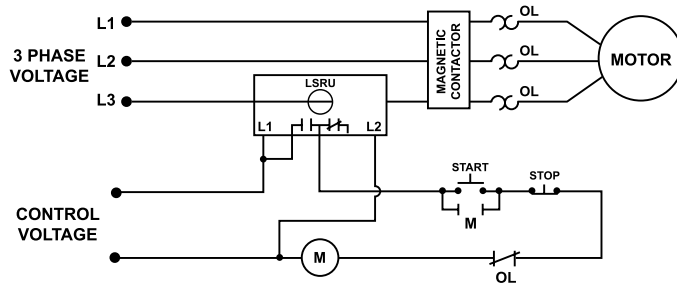 L1
OL
3 PHASE
VOLTAGE
L2
OL
MAGNETIC
CONTACTOR
MOTOR
L3
LSRU
OL
L1
L2
START
STOP
M
CONTROL
VOLTAGE
M
OL